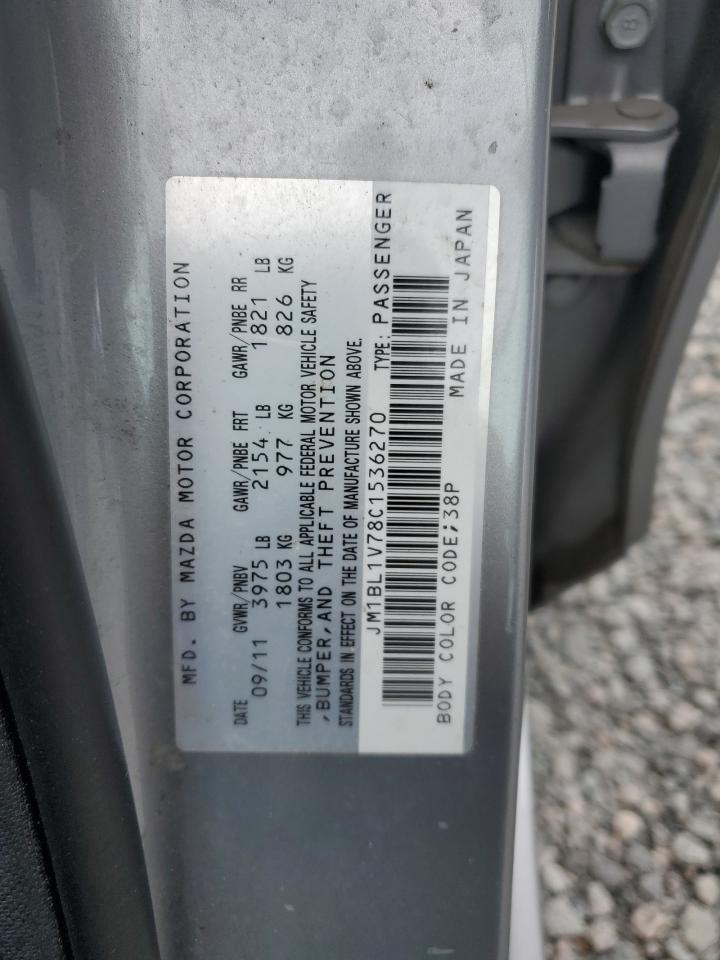 MFD. BY MAZDA MOTOR CORPORATION
DATE GVWR/PNBV GAWR/PNBE FRT GAWR/PNBE RR
09/11 3975 LB 2154 LB 1821 LB
1803 KG 977 KG 826 KG
THIS VEHICLE CONFORMS TO ALL APPLICABLE FEDERAL MOTOR VEHICLE SAFETY
,BUMPER,AND THEFT PREVENTION
STANDARDS IN EFFECT ON THE DATE OF MANUFACTURE SHOWN ABOVE.
JM1BL1V78C1536270 TYPE: PASSENGER
BODY COLOR CODE;38P MADE IN JAPAN
8